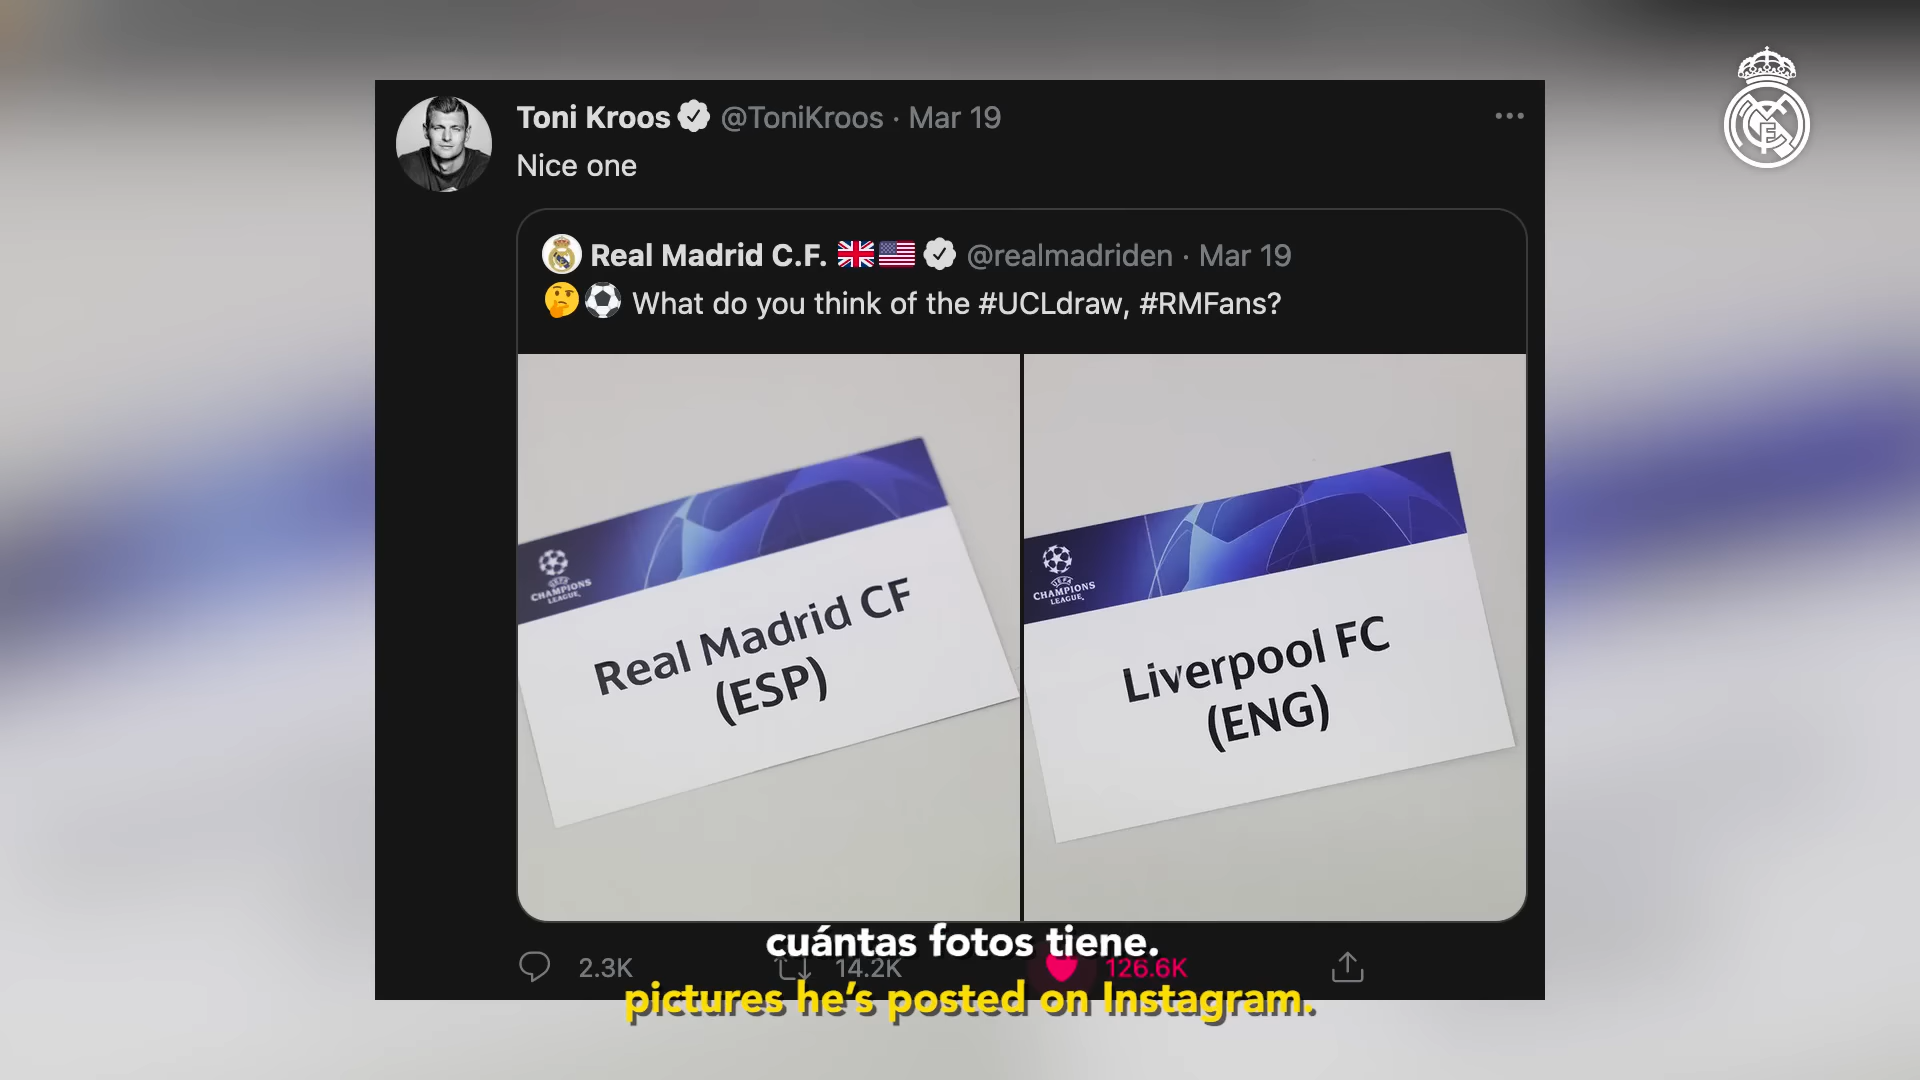 Toni Kroos @ToniKroos · Mar 19
Nice one
Real Madrid C.F. 🇬🇧🇺🇸 @realmadriden · Mar 19
🤔⚽ What do you think of the #UCLdraw, #RMFans?
UEFA
CHAMPIONS
LEAGUE
Real Madrid CF
(ESP)
UEFA
CHAMPIONS
LEAGUE
Liverpool FC
(ENG)
cuántas fotos tiene.
2.3K 14.2K 126.6K
pictures he's posted on Instagram.